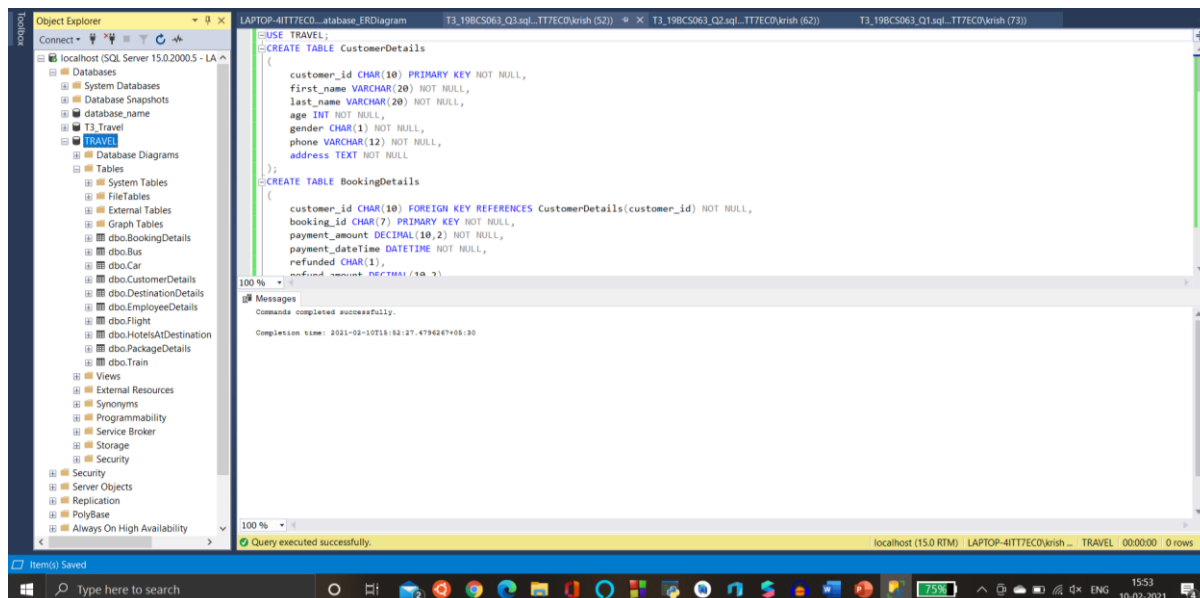 Toolbox
Object Explorer
Connect
localhost (SQL Server 15.0.2000.5 - LA
Databases
System Databases
Database Snapshots
database_name
T3_Travel
TRAVEL
Database Diagrams
Tables
System Tables
FileTables
External Tables
Graph Tables
dbo.BookingDetails
dbo.Bus
dbo.Car
dbo.CustomerDetails
dbo.DestinationDetails
dbo.EmployeeDetails
dbo.Flight
dbo.HotelsAtDestination
dbo.PackageDetails
dbo.Train
Views
External Resources
Synonyms
Programmability
Service Broker
Storage
Security
Security
Server Objects
Replication
PolyBase
Always On High Availability
LAPTOP-4ITT7EC0....atabase_ERDiagram T3_19BCS063_Q3.sql...TT7EC0\krish (52)) T3_19BCS063_Q2.sql...TT7EC0\krish (62)) T3_19BCS063_Q1.sql...TT7EC0\krish (73))
USE TRAVEL;
CREATE TABLE CustomerDetails
(
customer_id CHAR(10) PRIMARY KEY NOT NULL,
first_name VARCHAR(20) NOT NULL,
last_name VARCHAR(20) NOT NULL,
age INT NOT NULL,
gender CHAR(1) NOT NULL,
phone VARCHAR(12) NOT NULL,
address TEXT NOT NULL
);
CREATE TABLE BookingDetails
(
customer_id CHAR(10) FOREIGN KEY REFERENCES CustomerDetails(customer_id) NOT NULL,
booking_id CHAR(7) PRIMARY KEY NOT NULL,
payment_amount DECIMAL(10,2) NOT NULL,
payment_dateTime DATETIME NOT NULL,
refunded CHAR(1),
refund_amount DECIMAL(10,2)
100 %
Messages
Commands completed successfully.
Completion time: 2021-02-10T15:52:27.4796267+05:30
100 %
Query executed successfully. localhost (15.0 RTM) LAPTOP-4ITT7EC0\krish ... TRAVEL 00:00:00 0 rows
Item(s) Saved
Type here to search
75%
ENG
15:53
10-02-2021